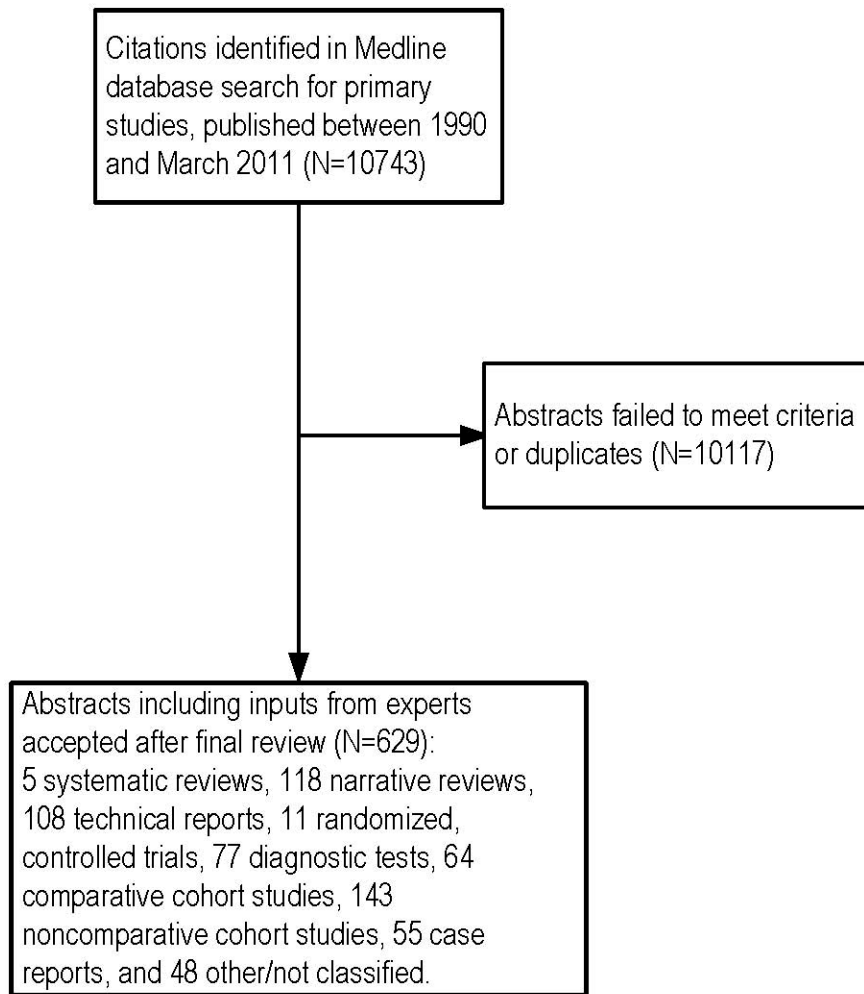 Citations identified in Medline
database search for primary
studies, published between 1990
and March 2011 (N=10743)
Abstracts failed to meet criteria
or duplicates (N=10117)
Abstracts including inputs from experts
accepted after final review (N=629):
5 systematic reviews, 118 narrative reviews,
108 technical reports, 11 randomized,
controlled trials, 77 diagnostic tests, 64
comparative cohort studies, 143
noncomparative cohort studies, 55 case
reports, and 48 other/not classified.